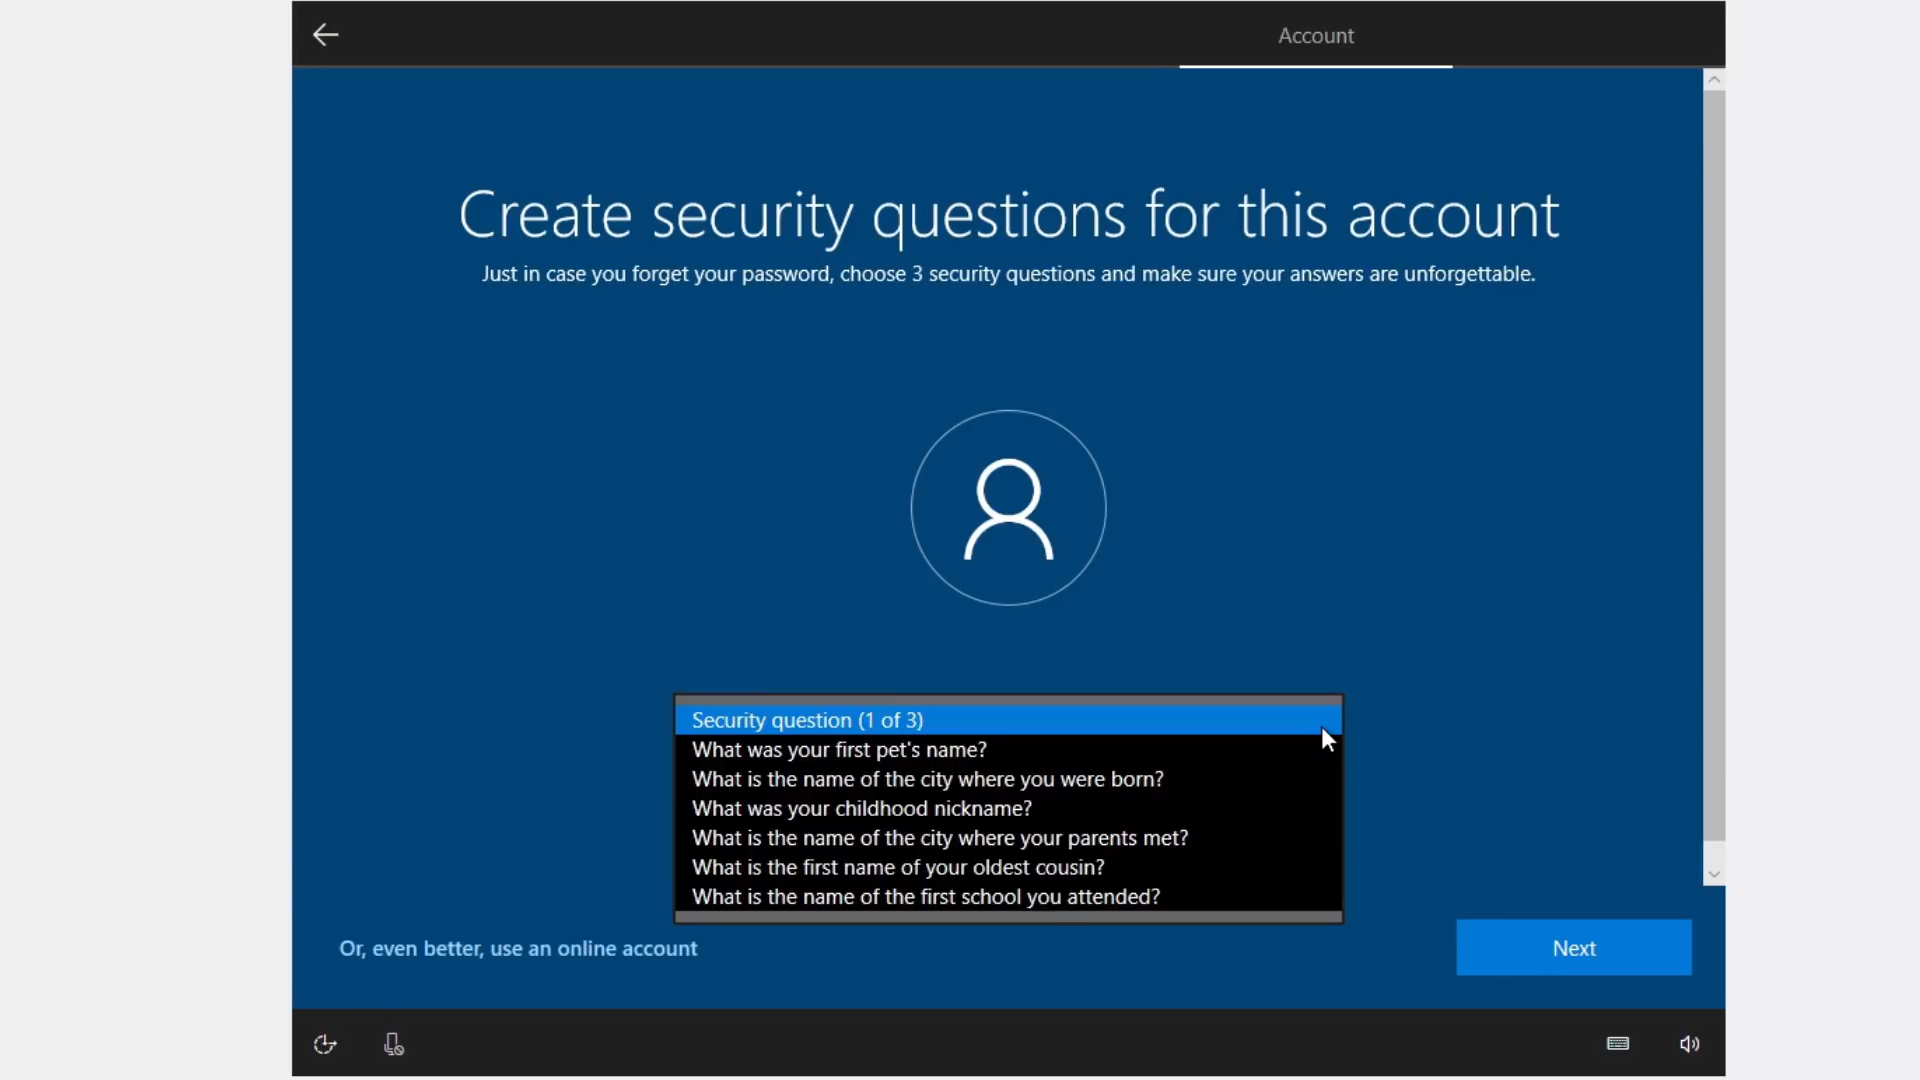 Account
Create security questions for this account
Just in case you forget your password, choose 3 security questions and make sure your answers are unforgettable.
Security question (1 of 3)
What was your first pet's name?
What is the name of the city where you were born?
What was your childhood nickname?
What is the name of the city where your parents met?
What is the first name of your oldest cousin?
What is the name of the first school you attended?
Or, even better, use an online account
Next